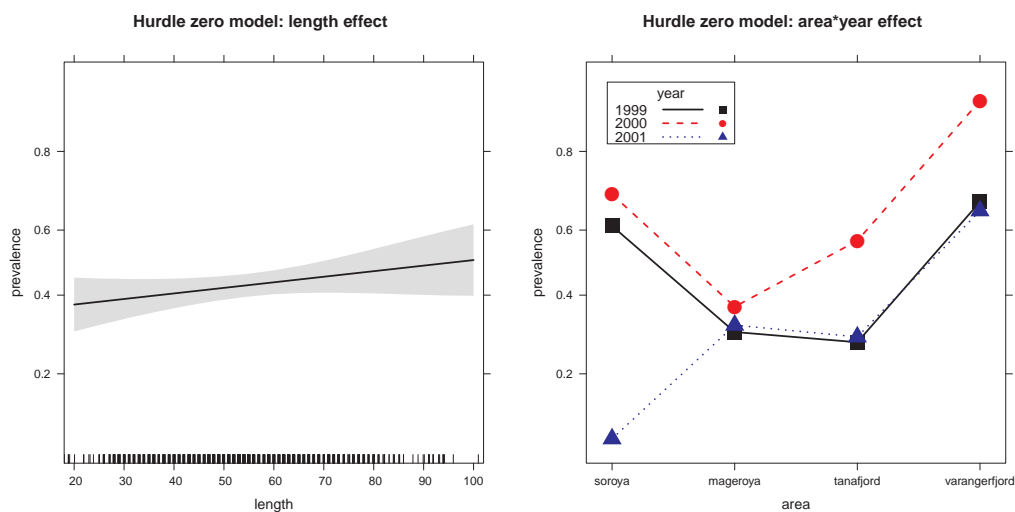 Hurdle zero model: length effect
prevalence
0.8
0.6
0.4
0.2
20 30 40 50 60 70 80 90 100
length
Hurdle zero model: area*year effect
year
1999
2000
2001
prevalence
0.8
0.6
0.4
0.2
soroya mageroya tanafjord varangerfjord
area